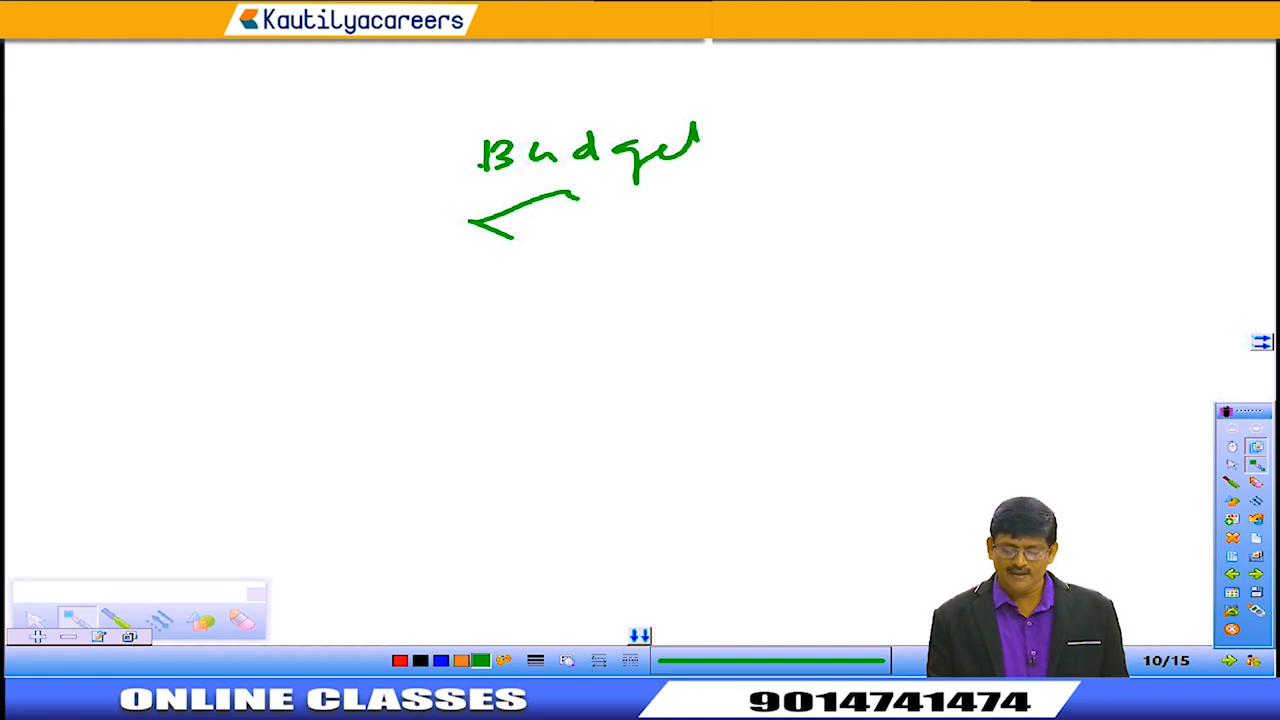 Kautilyacareers
Budget
10/15
ONLINE CLASSES
9014741474